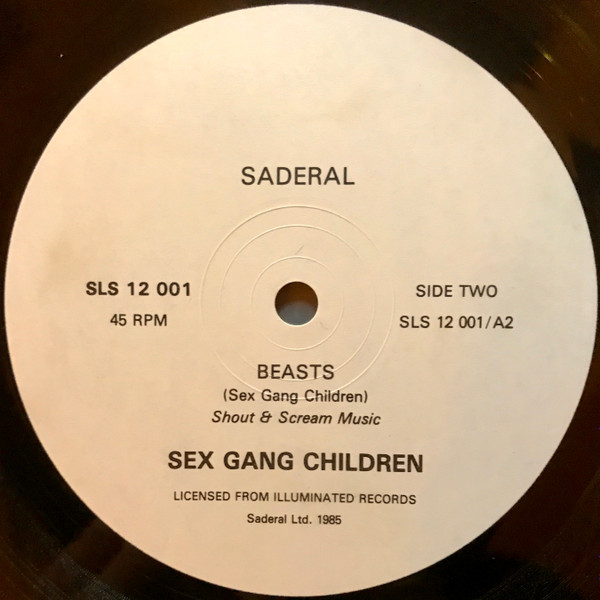 SADERAL
SLS 12 001
45 RPM
SIDE TWO
SLS 12 001/A2
BEASTS
(Sex Gang Children)
Shout & Scream Music
SEX GANG CHILDREN
LICENSED FROM ILLUMINATED RECORDS
Saderal Ltd. 1985